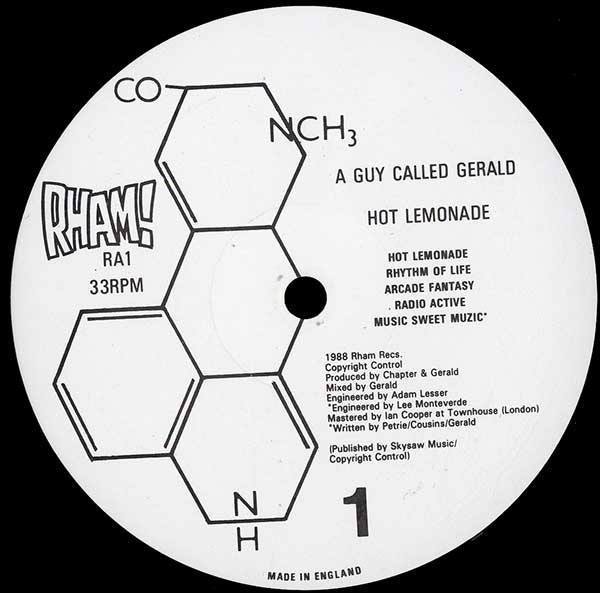 CO
NCH3
RHAM!
RA1
33RPM
A GUY CALLED GERALD
HOT LEMONADE
HOT LEMONADE
RHYTHM OF LIFE
ARCADE FANTASY
RADIO ACTIVE
MUSIC SWEET MUZIC*
1988 Rham Recs.
Copyright Control
Produced by Chapter & Gerald
Mixed by Gerald
Engineered by Adam Lesser
*Engineered by Lee Monteverde
Mastered by Ian Cooper at Townhouse (London)
*Written by Petrie/Cousins/Gerald
(Published by Skysaw Music/
Copyright Control)
N
H
1
MADE IN ENGLAND